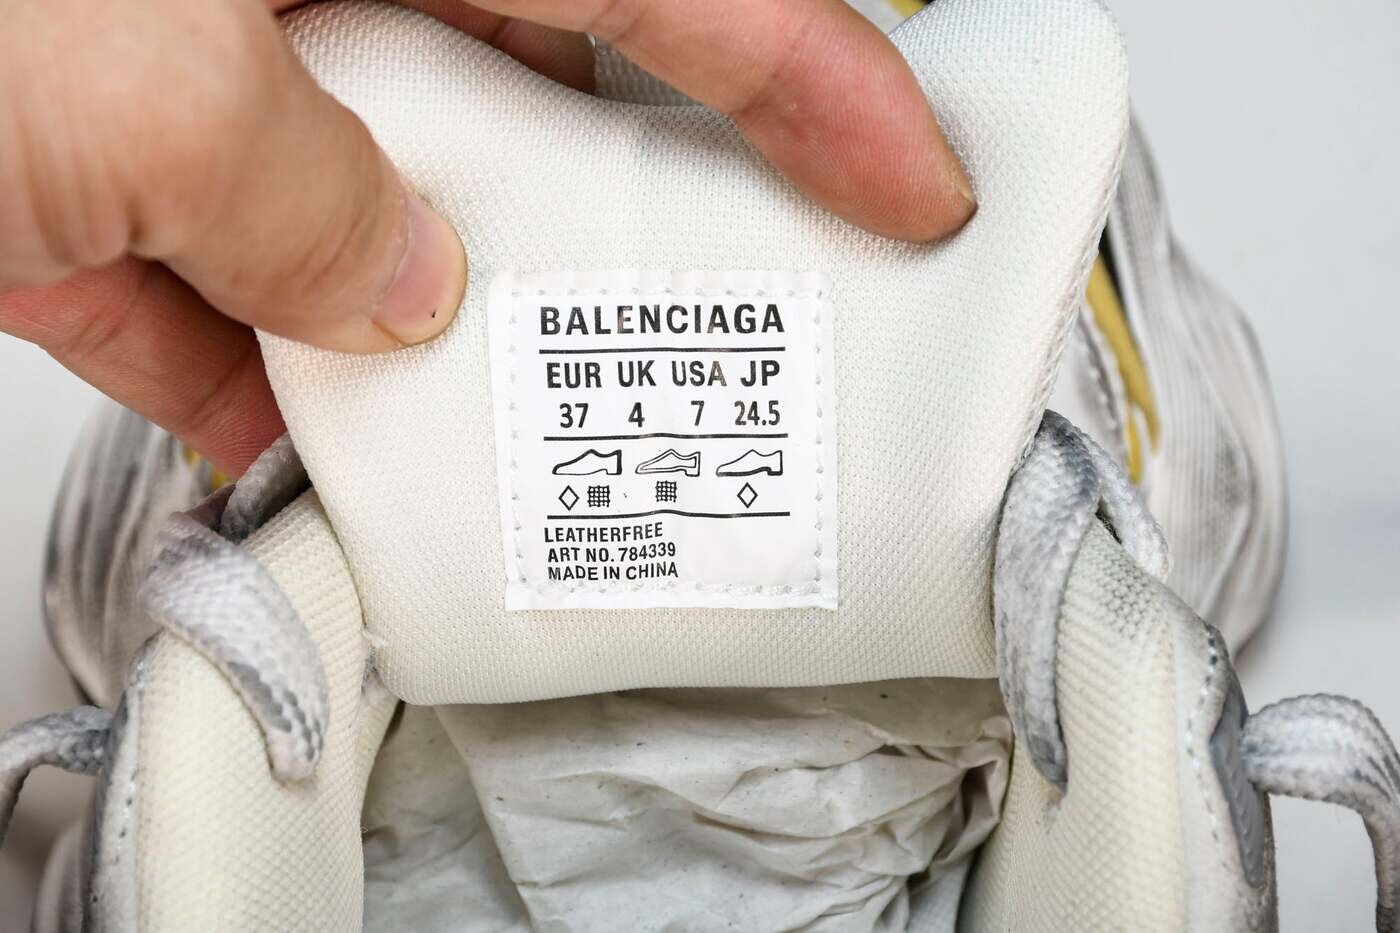 BALENCIAGA
EUR UK USA JP
37 4 7 24.5
LEATHERFREE
ART NO. 784339
MADE IN CHINA